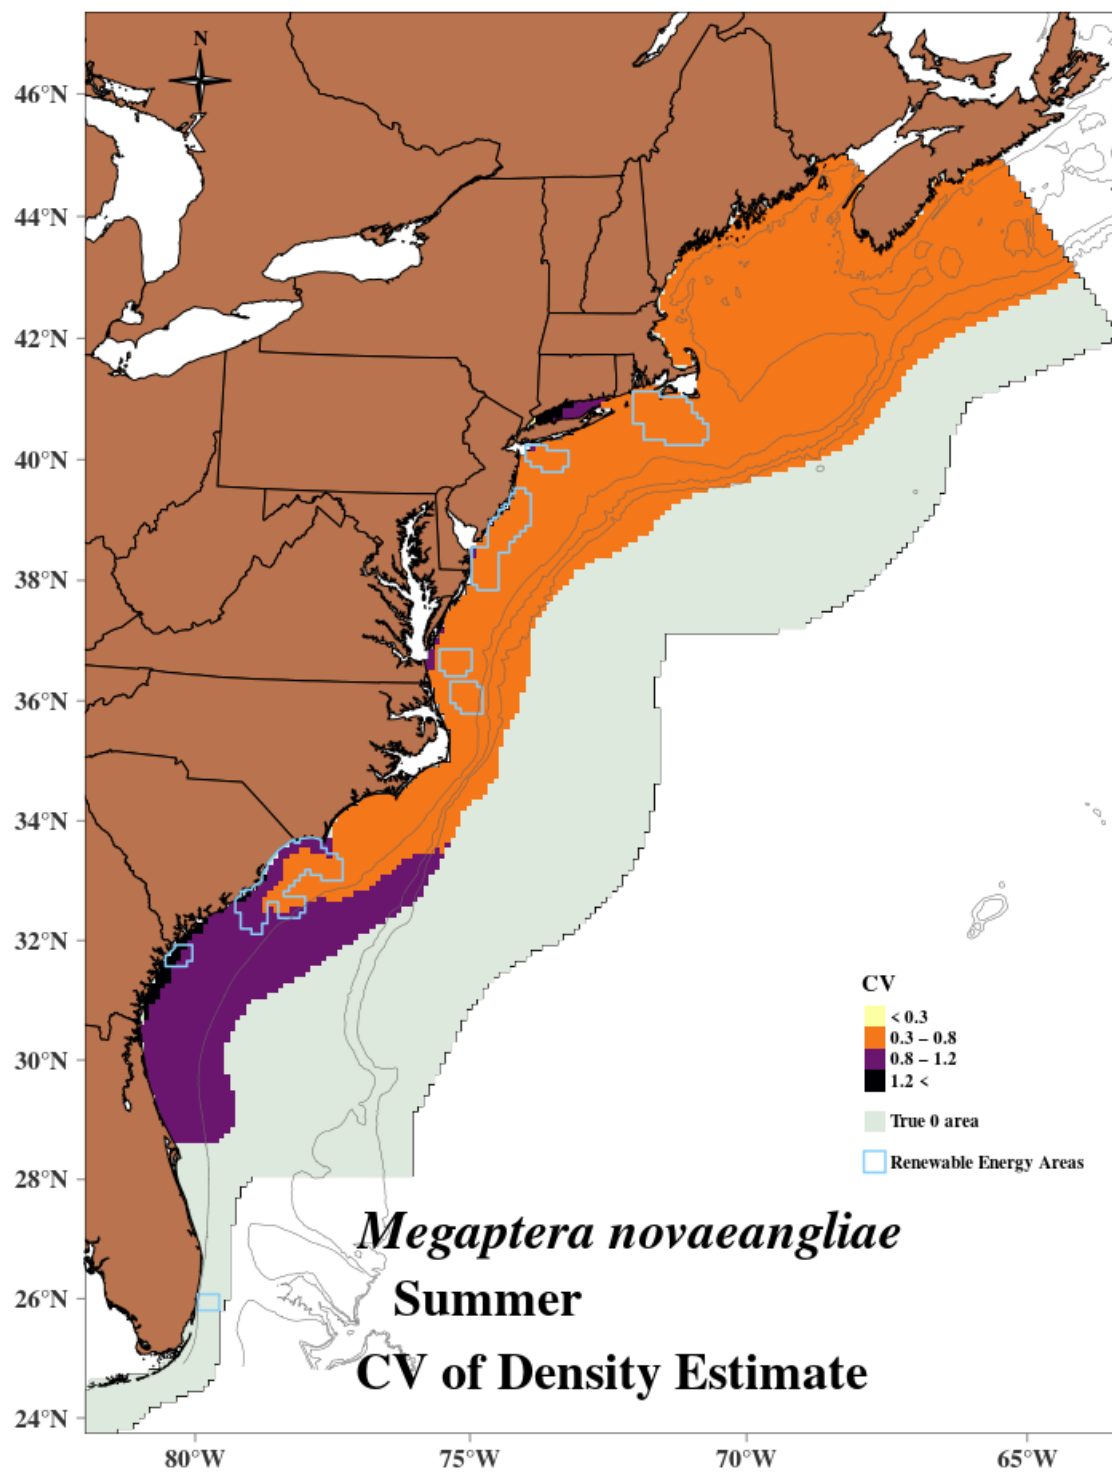 N
46°N
44°N
42°N
40°N
38°N
36°N
34°N
32°N
30°N
28°N
26°N
24°N
CV
< 0.3
0.3 – 0.8
0.8 – 1.2
1.2 <
True 0 area
Renewable Energy Areas
Megaptera novaeangliae
Summer
CV of Density Estimate
80°W
75°W
70°W
65°W